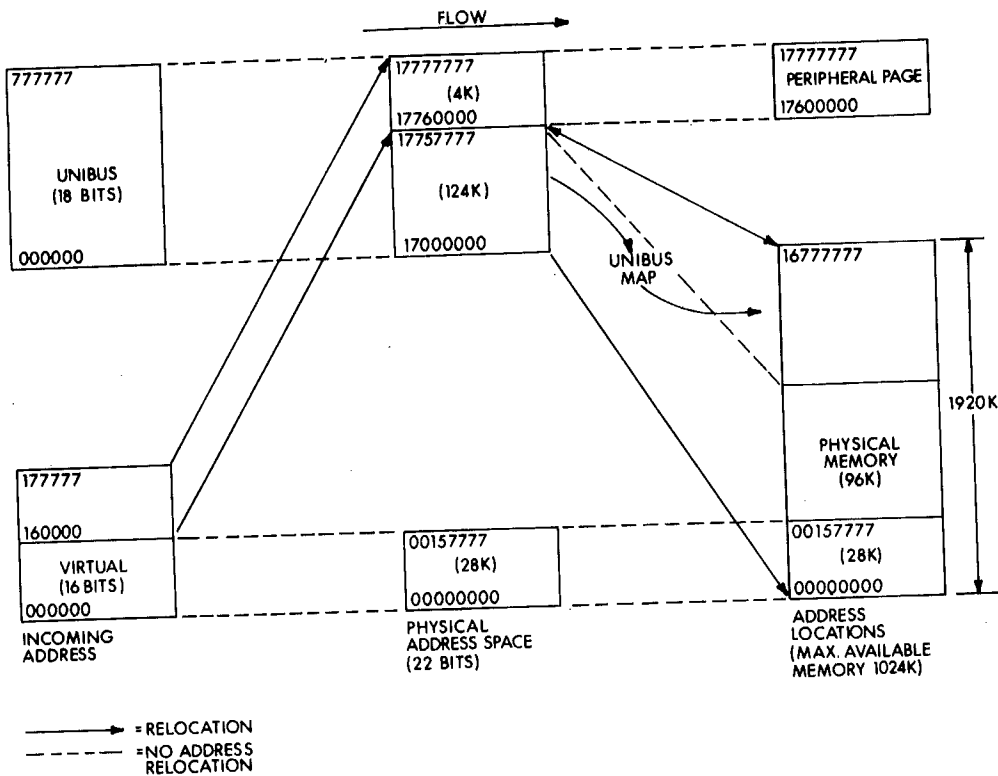 FLOW
777777
UNIBUS
(18 BITS)
000000
17777777
(4K)
17760000
17757777
(124K)
17000000
17777777
PERIPHERAL PAGE
17600000
UNIBUS
MAP
16777777
1920K
PHYSICAL
MEMORY
(96K)
00157777
(28K)
00000000
177777
160000
VIRTUAL
(16 BITS)
000000
00157777
(28K)
00000000
INCOMING
ADDRESS
PHYSICAL
ADDRESS SPACE
(22 BITS)
ADDRESS
LOCATIONS
(MAX. AVAILABLE
MEMORY 1024K)
=RELOCATION
=NO ADDRESS
RELOCATION